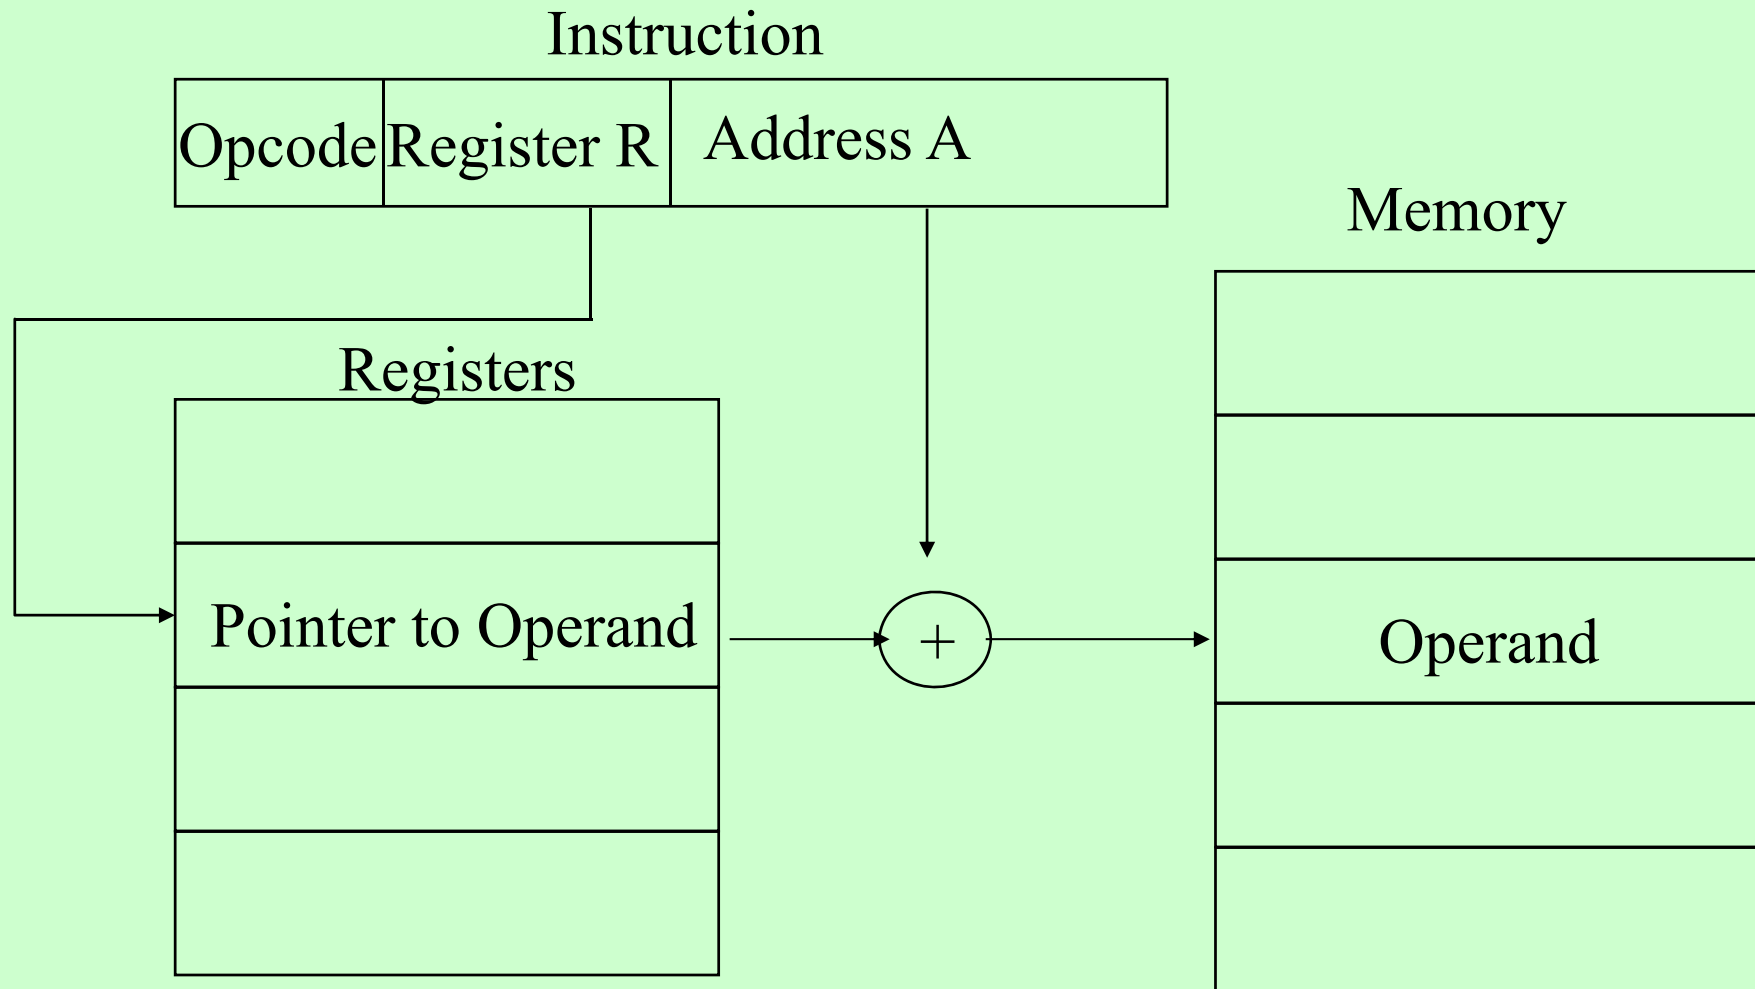 Instruction
Opcode Register R Address A
Memory
Registers
Pointer to Operand + Operand